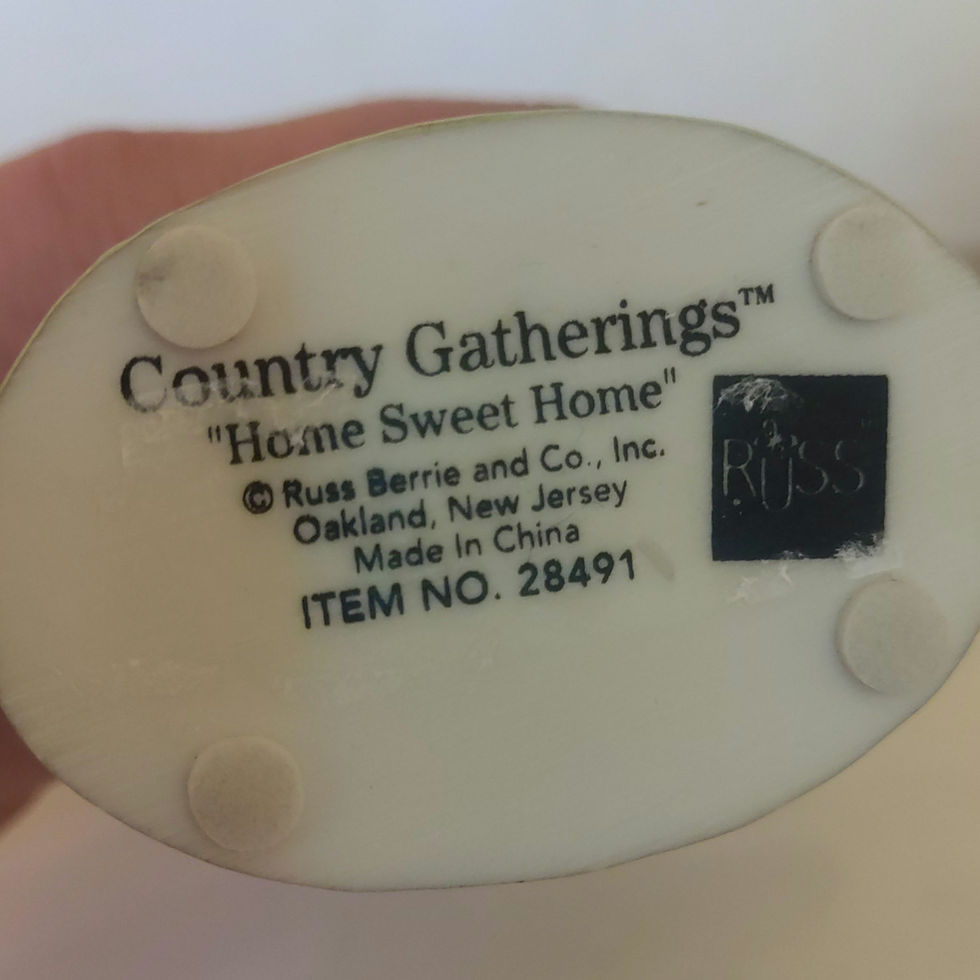 Country Gatherings™
"Home Sweet Home"
© Russ Berrie and Co., Inc.
Oakland, New Jersey
Made In China
ITEM NO. 28491
RUSS